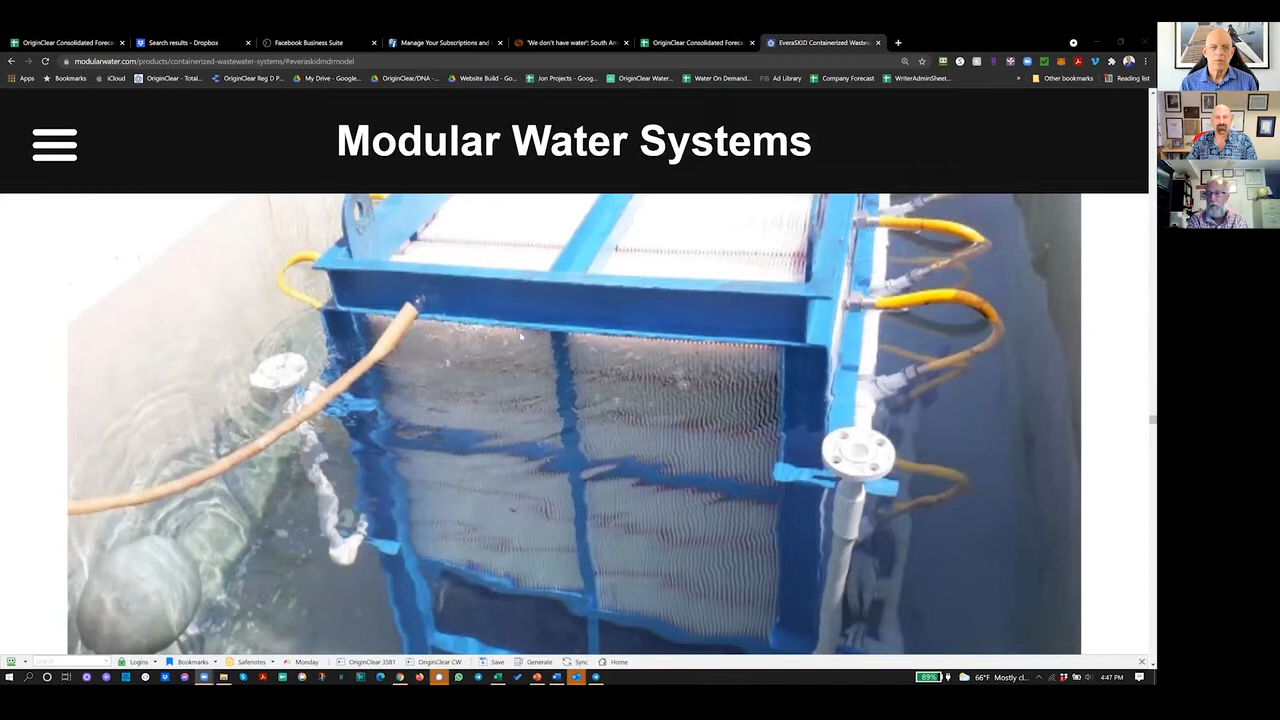 OriginClear Consolidated Foreca
Search results - Dropbox
Facebook Business Suite
Manage Your Subscriptions and
'We don't have water': South Am
OriginClear Consolidated Foreca
EveraSKID Containerized Wastew
modularwater.com/products/containerized-wastewater-systems/#everaskidmdrmodel
Apps
Bookmarks
iCloud
OriginClear - Total...
OriginClear Reg D P...
My Drive - Google...
OriginClear/DNA -...
Website Build - Go...
Jon Projects - Goog...
OriginClear Water...
Water On Demand...
Ad Library
Company Forecast
WriterAdminSheet...
»
Other bookmarks
Reading list
Modular Water Systems
Search
Logins
Bookmarks
Safenotes
Monday
OriginClear 3581
OriginClear CW
Save
Generate
Sync
Home
89%
66°F Mostly cl...
4:47 PM